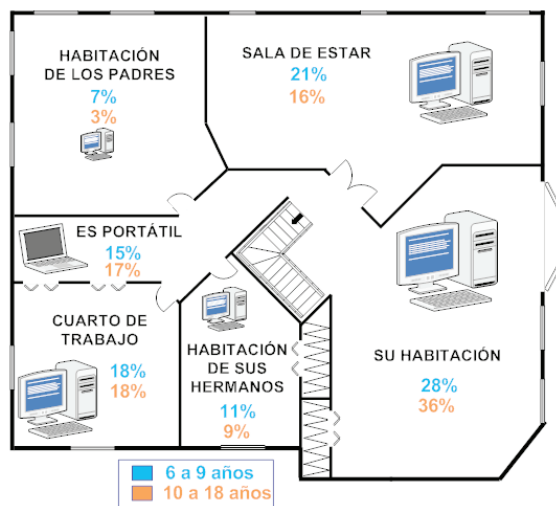 HABITACIÓN
DE LOS PADRES
7%
3%
SALA DE ESTAR
21%
16%
ES PORTÁTIL
15%
17%
CUARTO DE
TRABAJO
18%
18%
HABITACIÓN
DE SUS
HERMANOS
11%
9%
SU HABITACIÓN
28%
36%
6 a 9 años
10 a 18 años